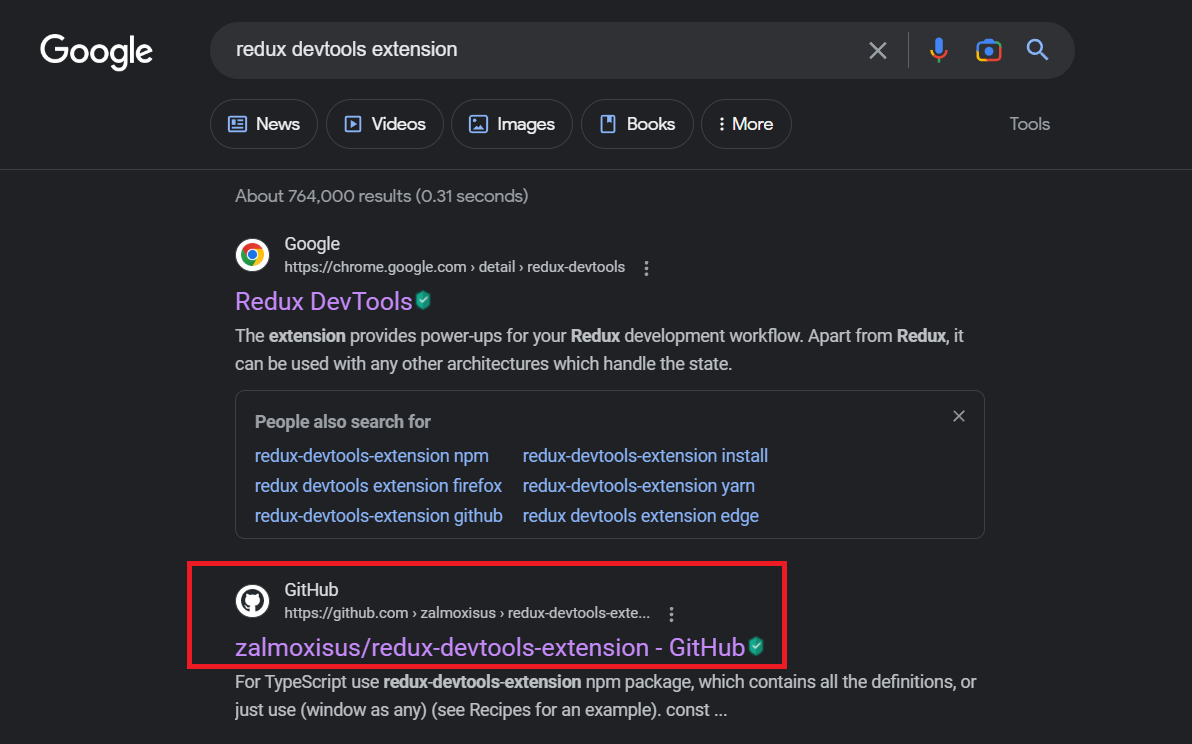 Google
redux devtools extension
News
Videos
Images
Books
More
Tools
About 764,000 results (0.31 seconds)
Google
https://chrome.google.com › detail › redux-devtools
Redux DevTools
The extension provides power-ups for your Redux development workflow. Apart from Redux, it
can be used with any other architectures which handle the state.
People also search for
redux-devtools-extension npm
redux-devtools-extension install
redux devtools extension firefox
redux-devtools-extension yarn
redux-devtools-extension github
redux devtools extension edge
GitHub
https://github.com › zalmoxisus › redux-devtools-exte...
zalmoxisus/redux-devtools-extension - GitHub
For TypeScript use redux-devtools-extension npm package, which contains all the definitions, or
just use (window as any) (see Recipes for an example). const ...